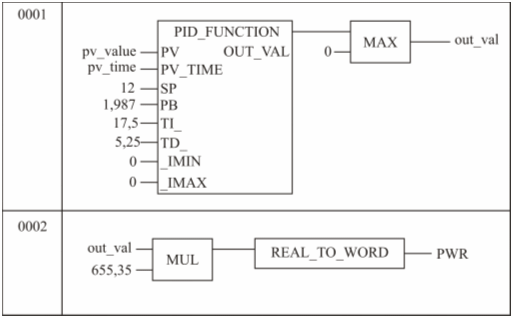 0001
PID_FUNCTION
pv_value PV OUT_VAL 0 MAX out_val
pv_time PV_TIME
12 SP
1,987 PB
17,5 TI_
5,25 TD_
0 _IMIN
0 _IMAX
0002
out_val
655,35 MUL REAL_TO_WORD PWR